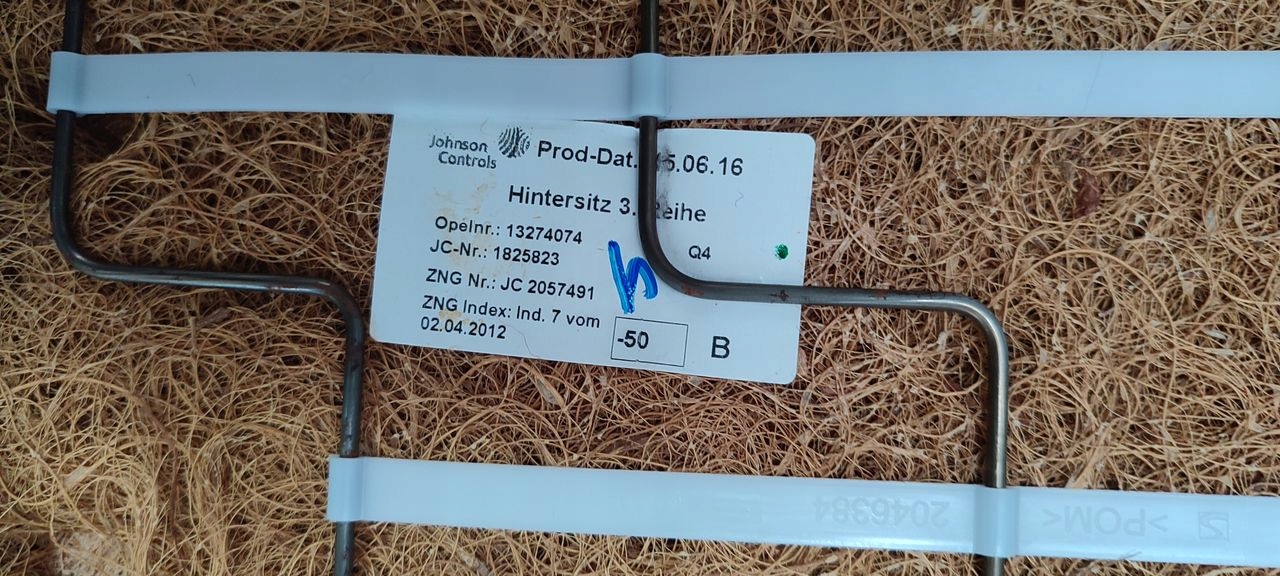 Johnson
Controls
Prod-Dat. 5.06.16
Hintersitz 3. eihe
Opelnr.: 13274074
JC-Nr.: 1825823
Q4
ZNG Nr.: JC 2057491
ZNG Index: Ind. 7 vom
02.04.2012
-50
B
2046384
>POM<